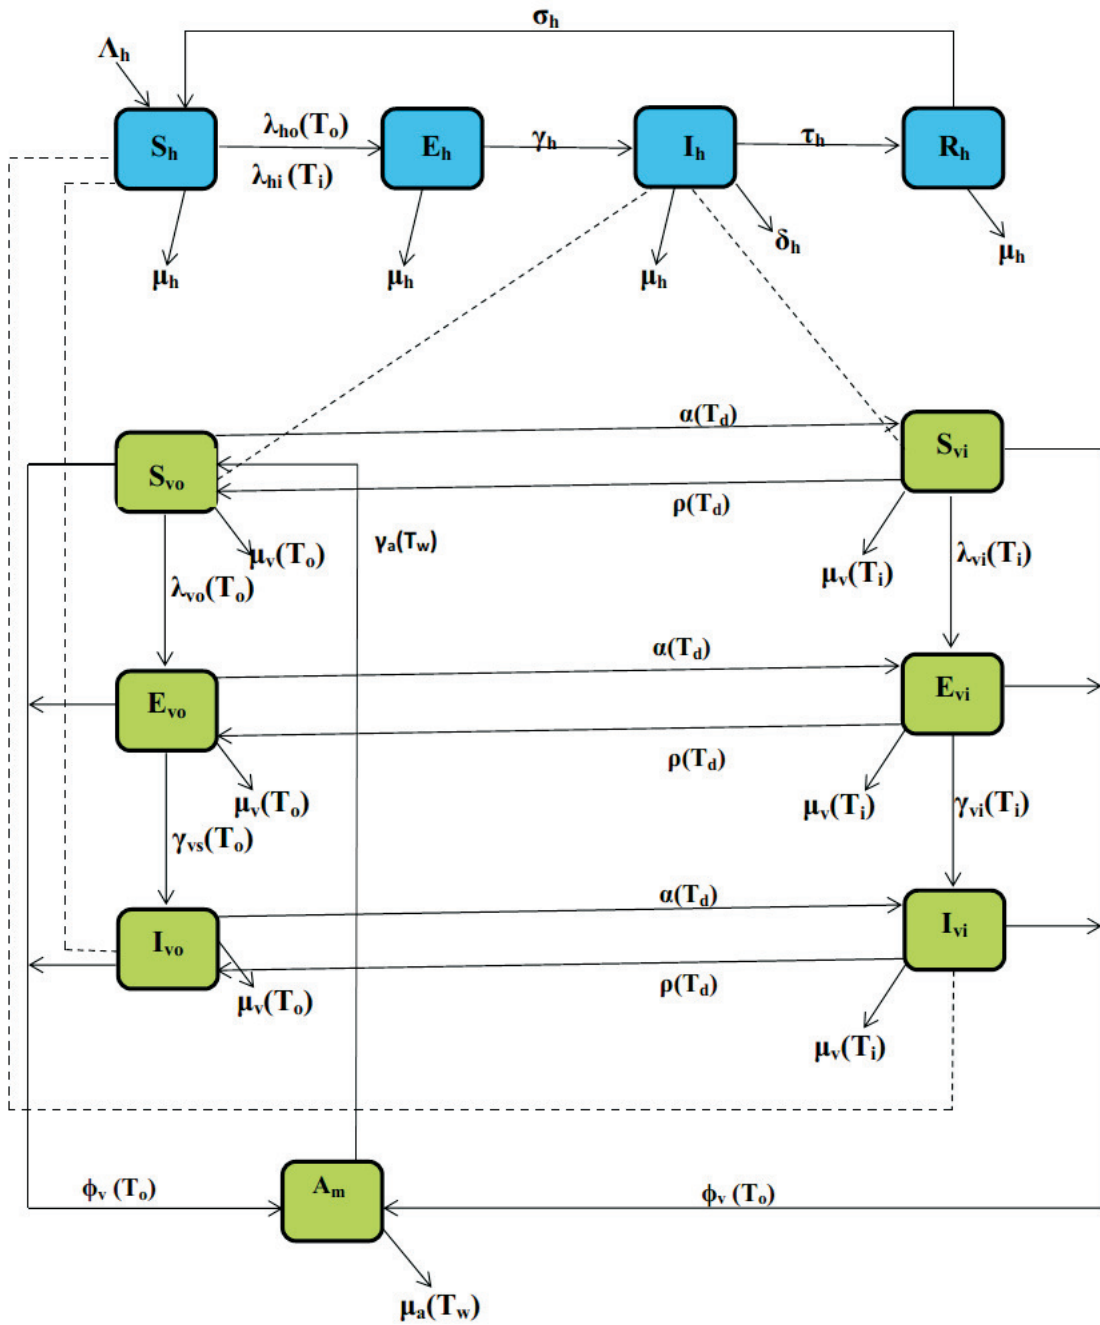 σh
Λh
Sh
λho(To)
λhi(Ti)
Eh
γh
Ih
τh
Rh
μh
μh
μh
δh
μh
α(Td)
Svo
Svi
ρ(Td)
μv(To)
γa(Tw)
μv(Ti)
λvo(To)
λvi(Ti)
α(Td)
Evo
Evi
ρ(Td)
μv(To)
μv(Ti)
γvs(To)
γvi(Ti)
α(Td)
Ivo
Ivi
ρ(Td)
μv(To)
μv(Ti)
ϕv (To)
Am
ϕv (To)
μa(Tw)